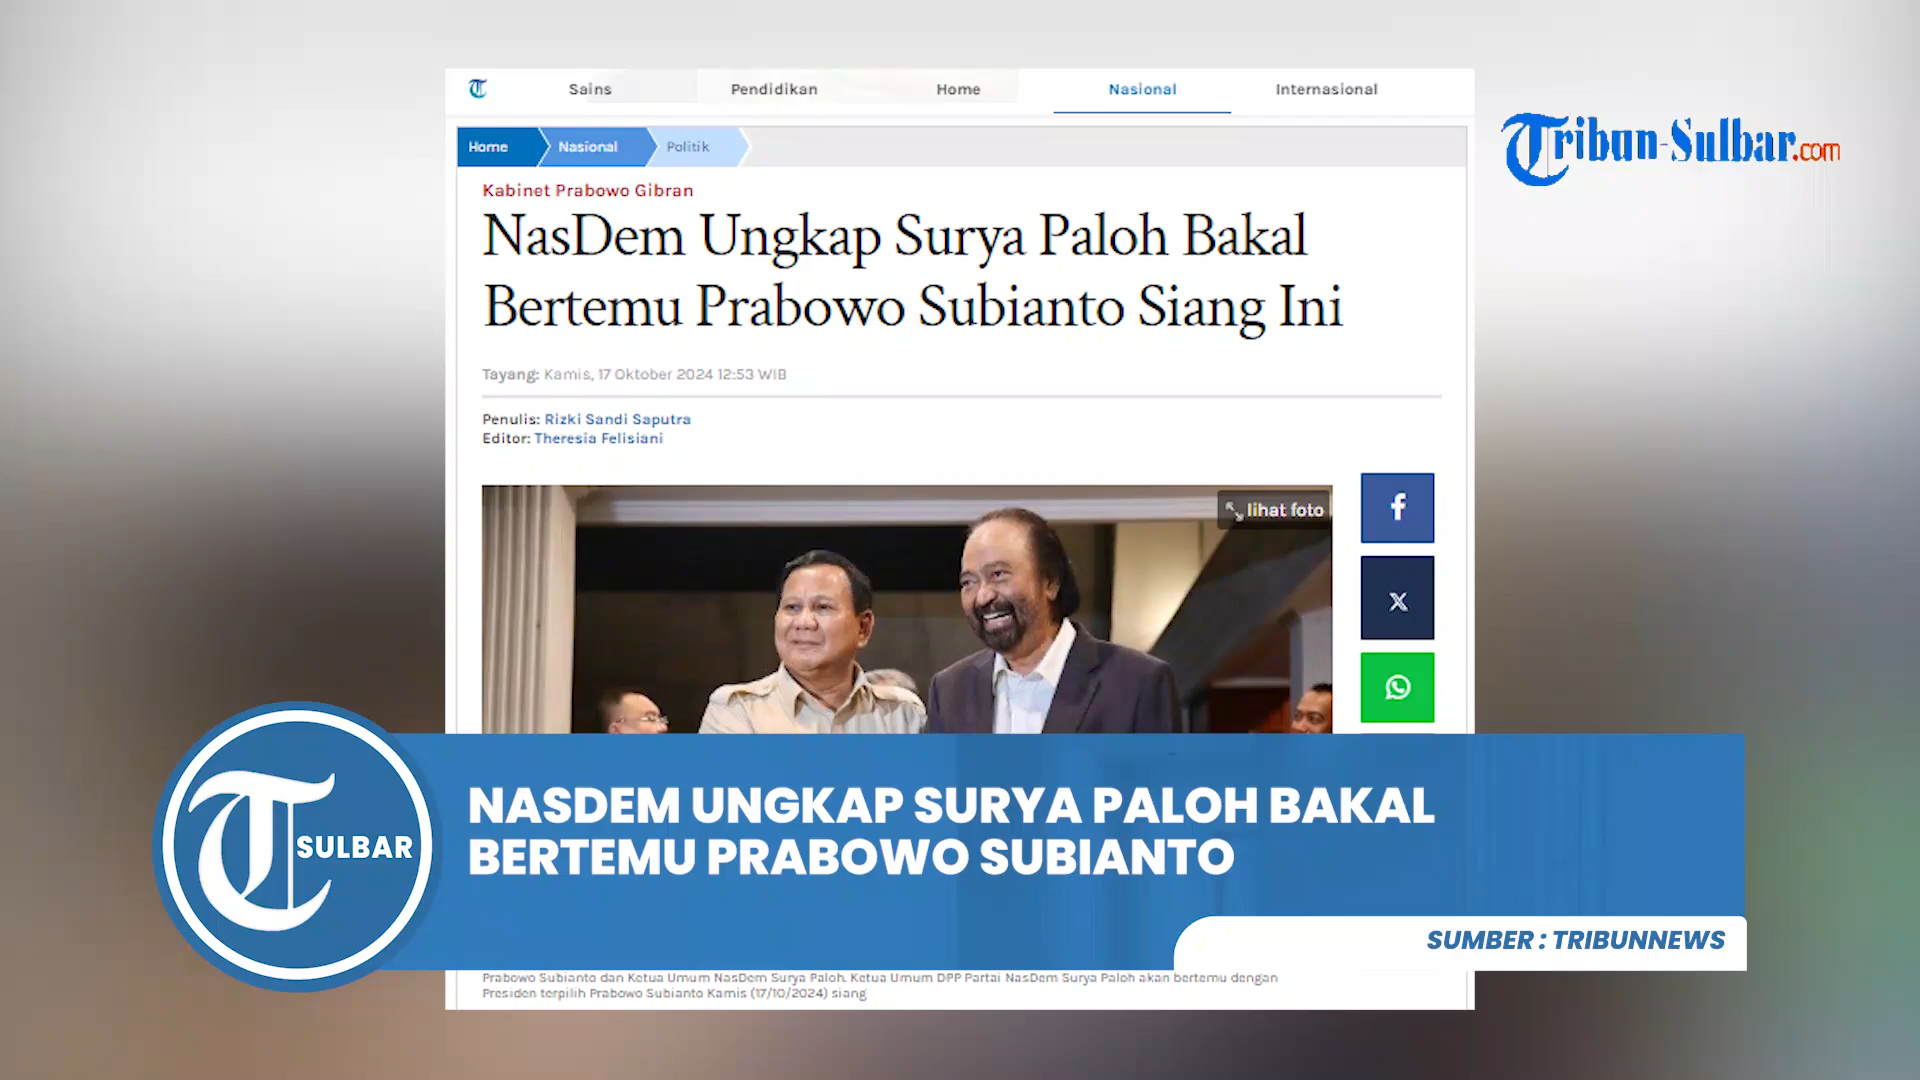 Sains Pendidikan Home Nasional Internasional
Tribun-Sulbar.com
Home Nasional Politik
Kabinet Prabowo Gibran
NasDem Ungkap Surya Paloh Bakal
Bertemu Prabowo Subianto Siang Ini
Tayang: Kamis, 17 Oktober 2024 12:53 WIB
Penulis: Rizki Sandi Saputra
Editor: Theresia Felisiani
lihat foto
T SULBAR
NASDEM UNGKAP SURYA PALOH BAKAL
BERTEMU PRABOWO SUBIANTO
SUMBER : TRIBUNNEWS
Prabowo Subianto dan Ketua Umum NasDem Surya Paloh. Ketua Umum DPP Partai NasDem Surya Paloh akan bertemu dengan
Presiden terpilih Prabowo Subianto Kamis (17/10/2024) siang